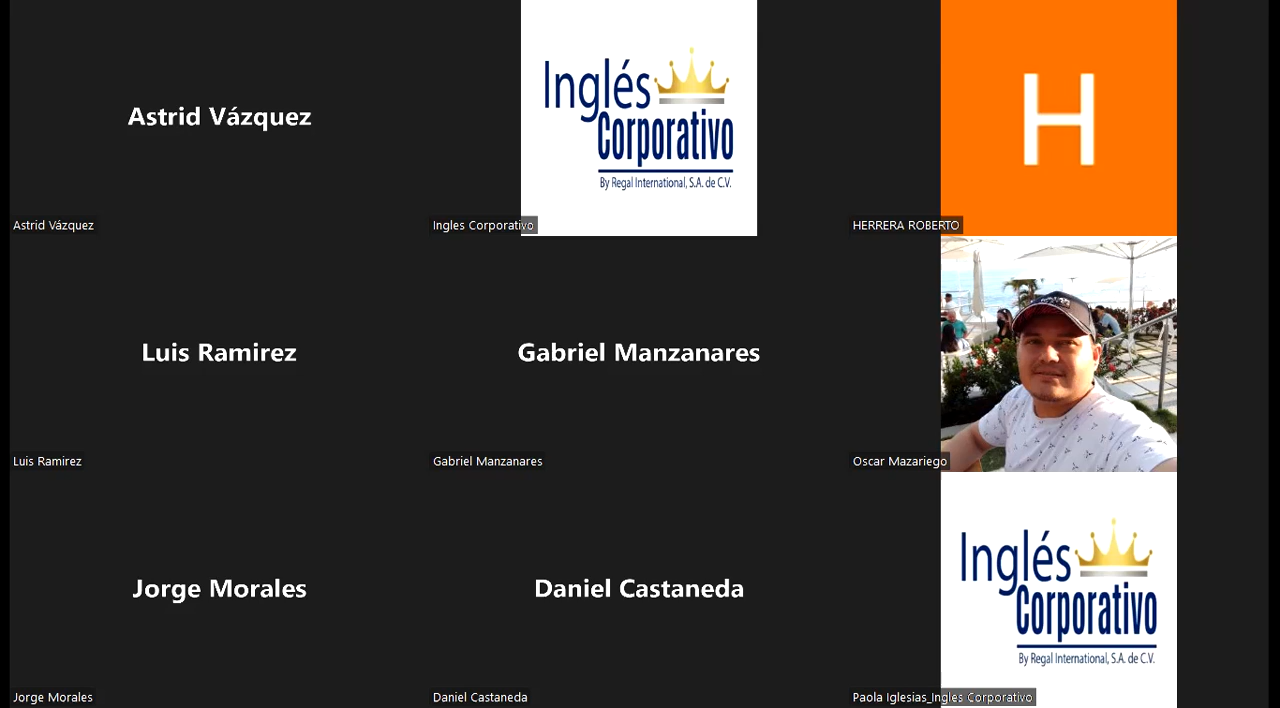 Astrid Vázquez
Astrid Vázquez
Inglés
Corporativo
By Regal International, S.A. de C.V.
Ingles Corporativo
H
HERRERA ROBERTO
Luis Ramirez
Luis Ramirez
Gabriel Manzanares
Gabriel Manzanares
Oscar Mazariego
Jorge Morales
Jorge Morales
Daniel Castaneda
Daniel Castaneda
Inglés
Corporativo
By Regal International, S.A. de C.V.
Paola Iglesias_Ingles Corporativo